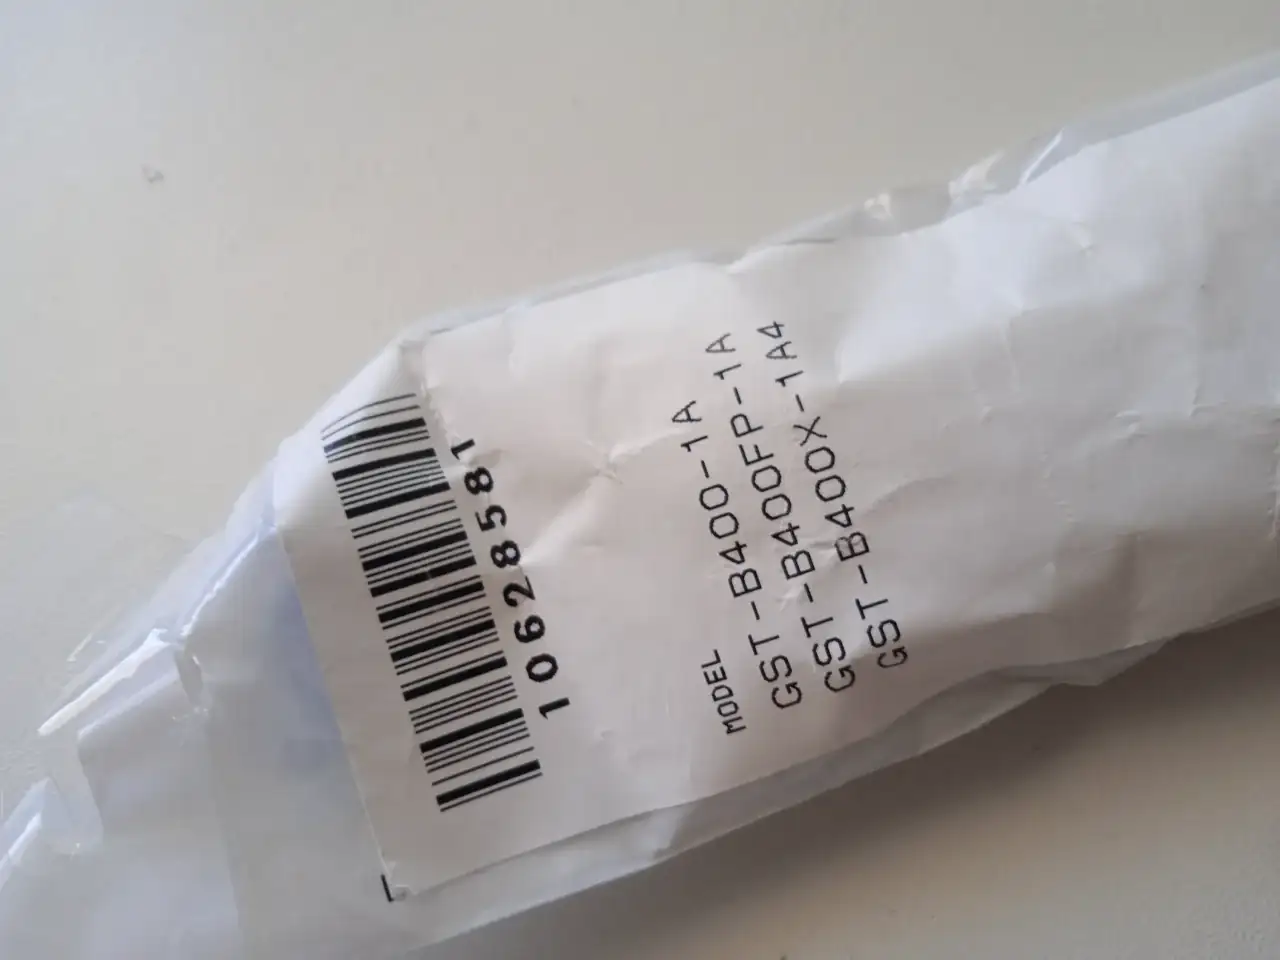 10628581
MODEL
GST-B400-1A
GST-B400FP-1A
GST-B400X-1A4